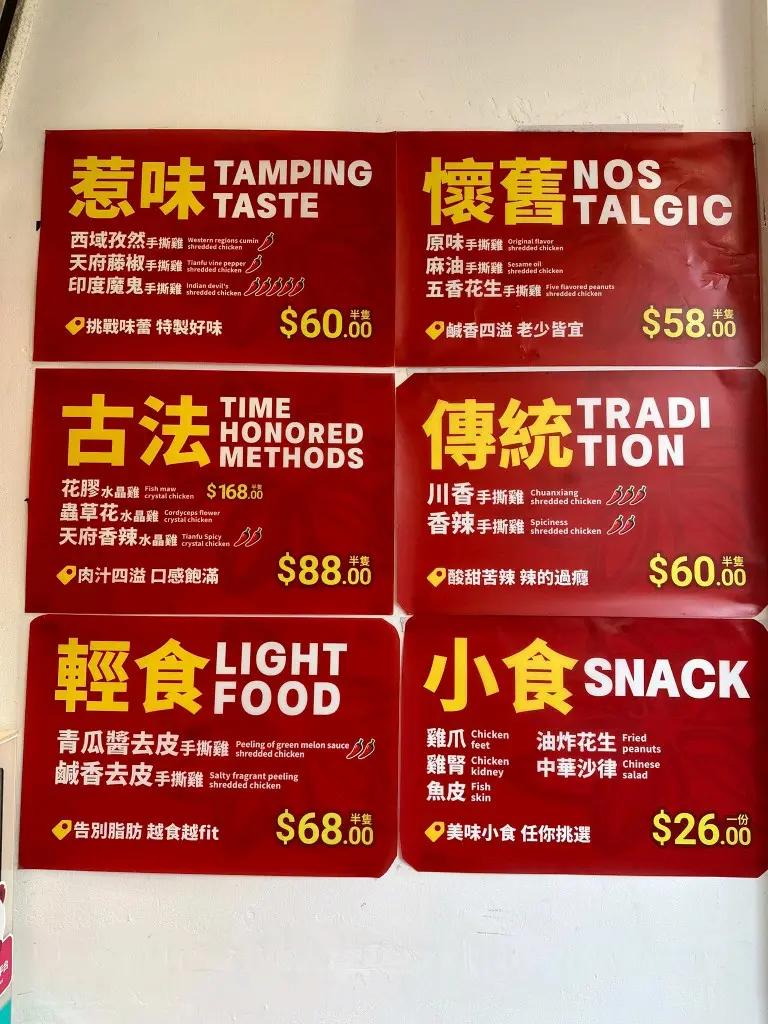 惹味 TAMPING
TASTE
西域孜然手撕雞 Western regions cumin shredded chicken
天府藤椒手撕雞 Tianfu vine pepper shredded chicken
印度魔鬼手撕雞 Indian devil's shredded chicken
挑戰味蕾 特製好味
$60.00 半隻
懷舊 NOS
TALGIC
原味手撕雞 Original flavor shredded chicken
麻油手撕雞 Sesame oil shredded chicken
五香花生手撕雞 Five flavored peanuts shredded chicken
鹹香四溢 老少皆宜
$58.00 半隻
古法 TIME
HONORED
METHODS
花膠水晶雞 Fish maw crystal chicken $168.00 半隻
蟲草花水晶雞 Cordyceps flower crystal chicken
天府香辣水晶雞 Tianfu Spicy crystal chicken
肉汁四溢 口感飽滿
$88.00 半隻
傳統 TRADI
TION
川香手撕雞 Chuanxiang shredded chicken
香辣手撕雞 Spiciness shredded chicken
酸甜苦辣 辣的過癮
$60.00 半隻
輕食 LIGHT
FOOD
青瓜醬去皮手撕雞 Peeling of green melon sauce shredded chicken
鹹香去皮手撕雞 Salty fragrant peeling shredded chicken
告別脂肪 越食越fit
$68.00 半隻
小食 SNACK
雞爪 Chicken feet
油炸花生 Fried peanuts
雞腎 Chicken kidney
中華沙律 Chinese salad
魚皮 Fish skin
美味小食 任你挑選
$26.00 一份